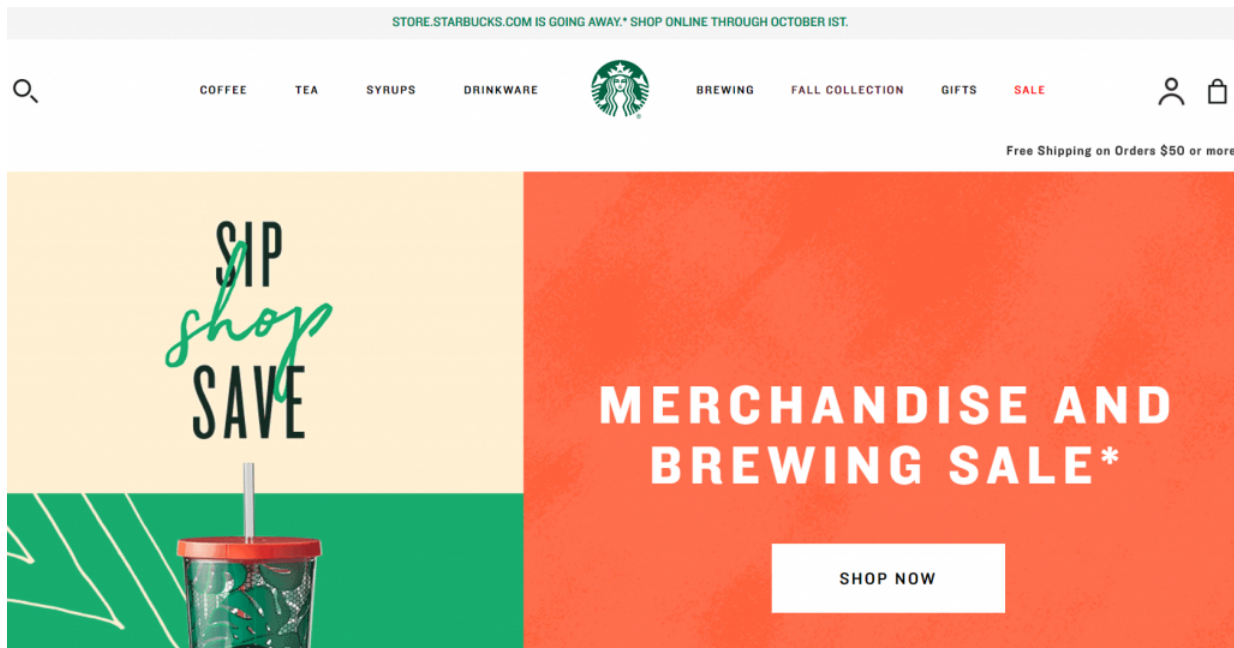 STORE.STARBUCKS.COM IS GOING AWAY.* SHOP ONLINE THROUGH OCTOBER IST.
COFFEE TEA SYRUPS DRINKWARE BREWING FALL COLLECTION GIFTS SALE
Free Shipping on Orders $50 or more
SIP
shop
SAVE
MERCHANDISE AND
BREWING SALE*
SHOP NOW